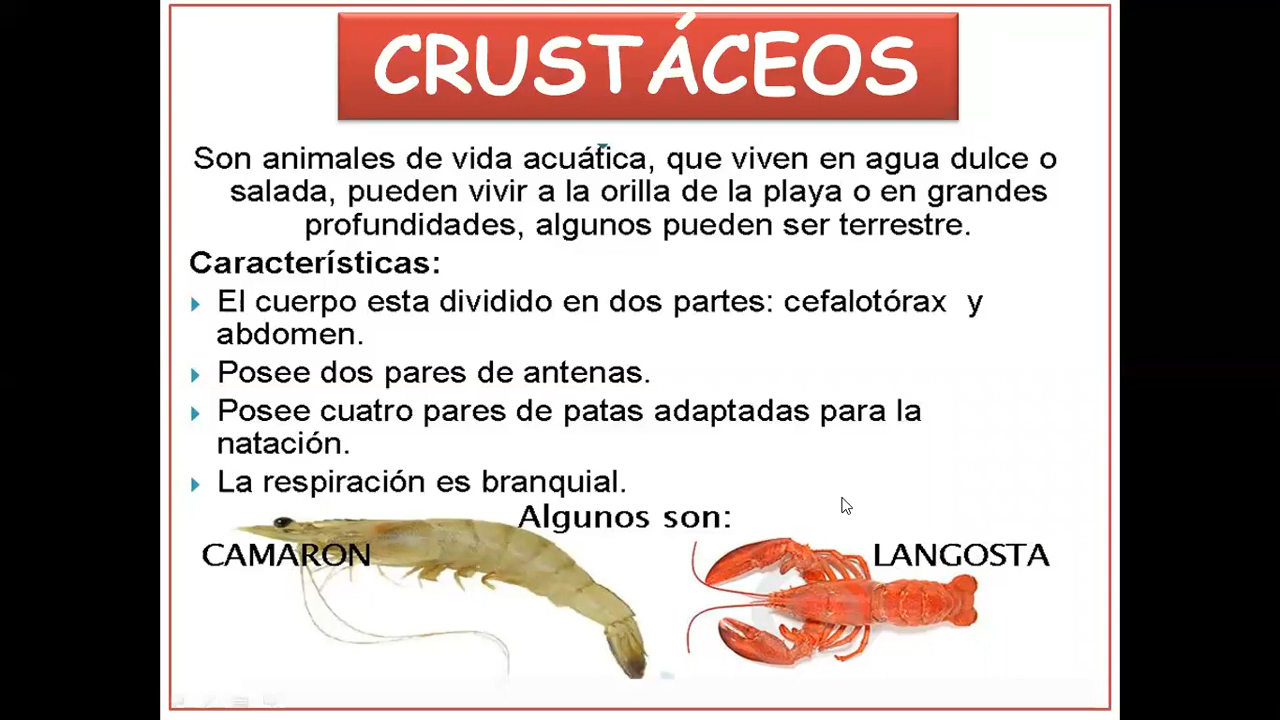 CRUSTÁCEOS
Son animales de vida acuática, que viven en agua dulce o
salada, pueden vivir a la orilla de la playa o en grandes
profundidades, algunos pueden ser terrestre.
Características:
El cuerpo esta dividido en dos partes: cefalotórax y
abdomen.
Posee dos pares de antenas.
Posee cuatro pares de patas adaptadas para la
natación.
La respiración es branquial.
Algunos son:
CAMARON
LANGOSTA